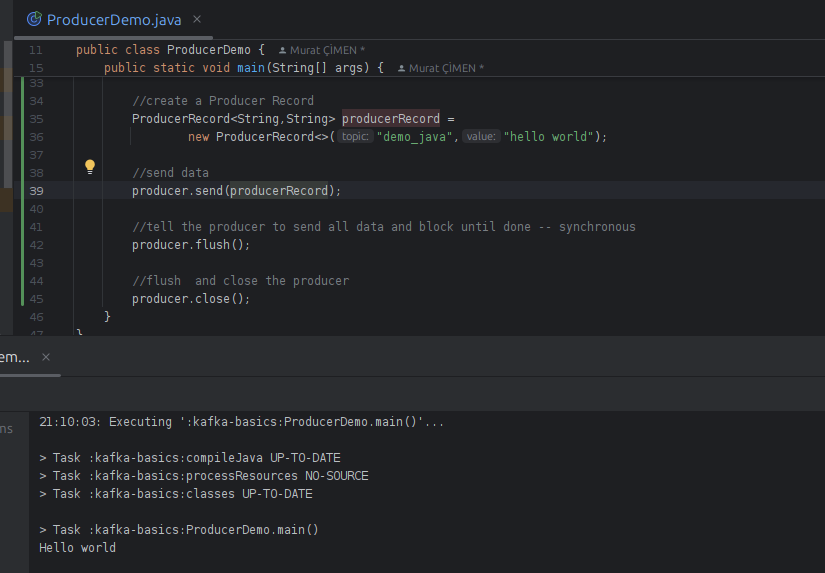 ProducerDemo.java
11 public class ProducerDemo { Murat ÇİMEN *
15 public static void main(String[] args) { Murat ÇİMEN *
33
34 //create a Producer Record
35 ProducerRecord<String,String> producerRecord =
36 new ProducerRecord<>( topic: "demo_java", value: "hello world");
37
38 //send data
39 producer.send(producerRecord);
40
41 //tell the producer to send all data and block until done -- synchronous
42 producer.flush();
43
44 //flush  and close the producer
45 producer.close();
46 }
47 }
em...
21:10:03: Executing ':kafka-basics:ProducerDemo.main()'...
ms
> Task :kafka-basics:compileJava UP-TO-DATE
> Task :kafka-basics:processResources NO-SOURCE
> Task :kafka-basics:classes UP-TO-DATE
> Task :kafka-basics:ProducerDemo.main()
Hello world